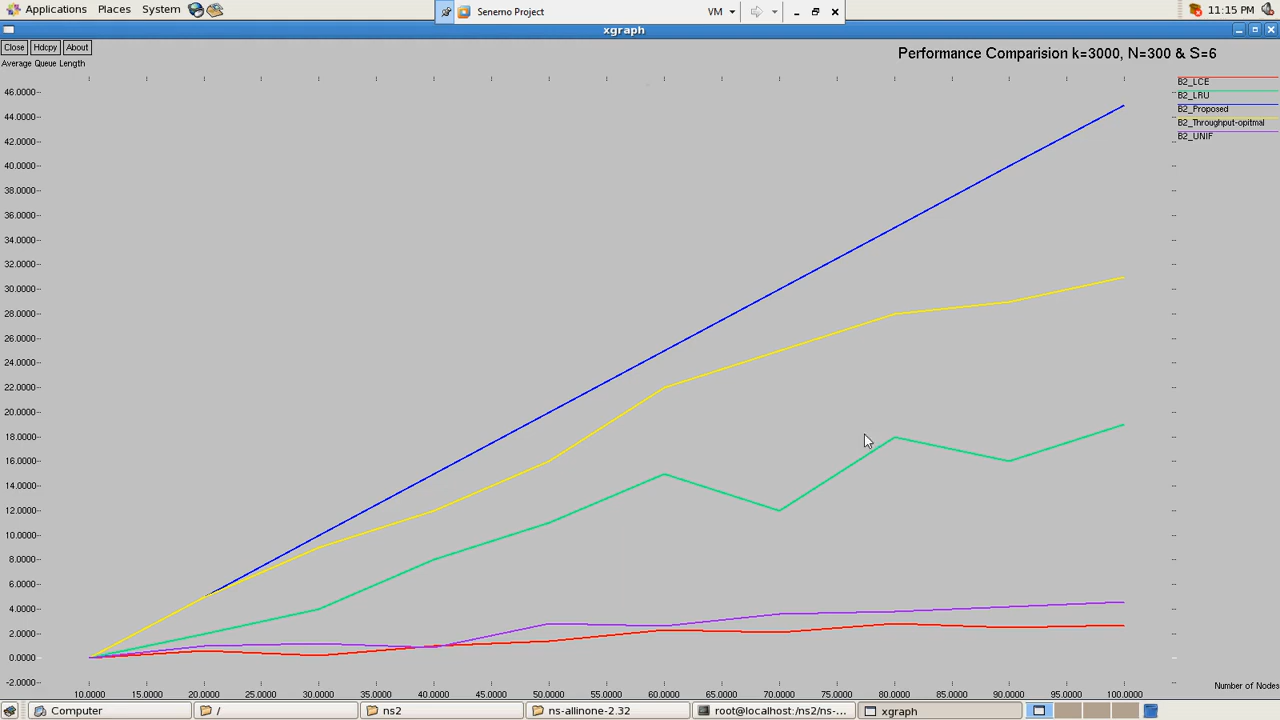 Applications Places System
Senemo Project VM
11:15 PM
xgraph
Close Hdcpy About
Performance Comparision k=3000, N=300 & S=6
Average Queue Length
B2_LCE
B2_LRU
B2_Proposed
B2_Throughput-opitmal
B2_UNIF
46.0000
44.0000
42.0000
40.0000
38.0000
36.0000
34.0000
32.0000
30.0000
28.0000
26.0000
24.0000
22.0000
20.0000
18.0000
16.0000
14.0000
12.0000
10.0000
8.0000
6.0000
4.0000
2.0000
0.0000
-2.0000
10.0000 15.0000 20.0000 25.0000 30.0000 35.0000 40.0000 45.0000 50.0000 55.0000 60.0000 65.0000 70.0000 75.0000 80.0000 85.0000 90.0000 95.0000 100.0000
Number of Nodes
Computer / ns2 ns-allinone-2.32 root@localhost:/ns2/ns-... xgraph